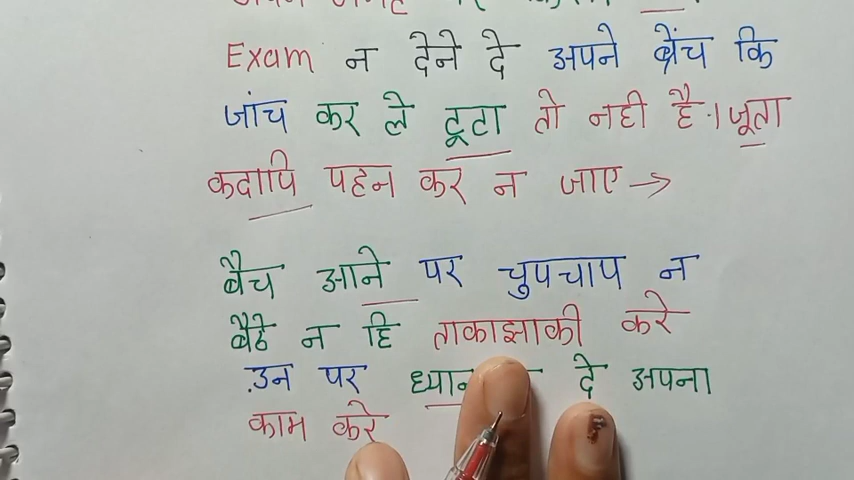 Exam न देने दे अपने ब्रेंच कि
जांच कर ले टूटा तो नही है। जूता
कदापि पहन कर न जाए →
बैच आने पर चुपचाप न
बैठे न हि ताकाझाकी करे
उन पर ध्यान दे अपना
काम करे